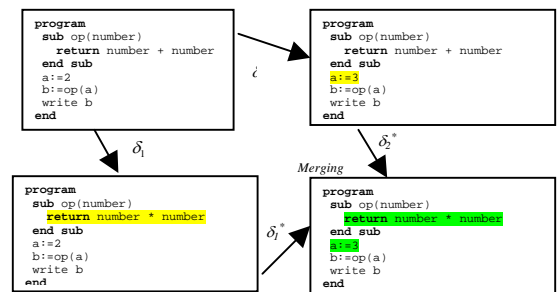 program
sub op(number)
return number + number
end sub
a:=2
b:=op(a)
write b
end
program
sub op(number)
return number + number
end sub
a:=3
b:=op(a)
write b
end
δ1
δ2*
Merging
program
sub op(number)
return number * number
end sub
a:=2
b:=op(a)
write b
end
δ1*
program
sub op(number)
return number * number
end sub
a:=3
b:=op(a)
write b
end